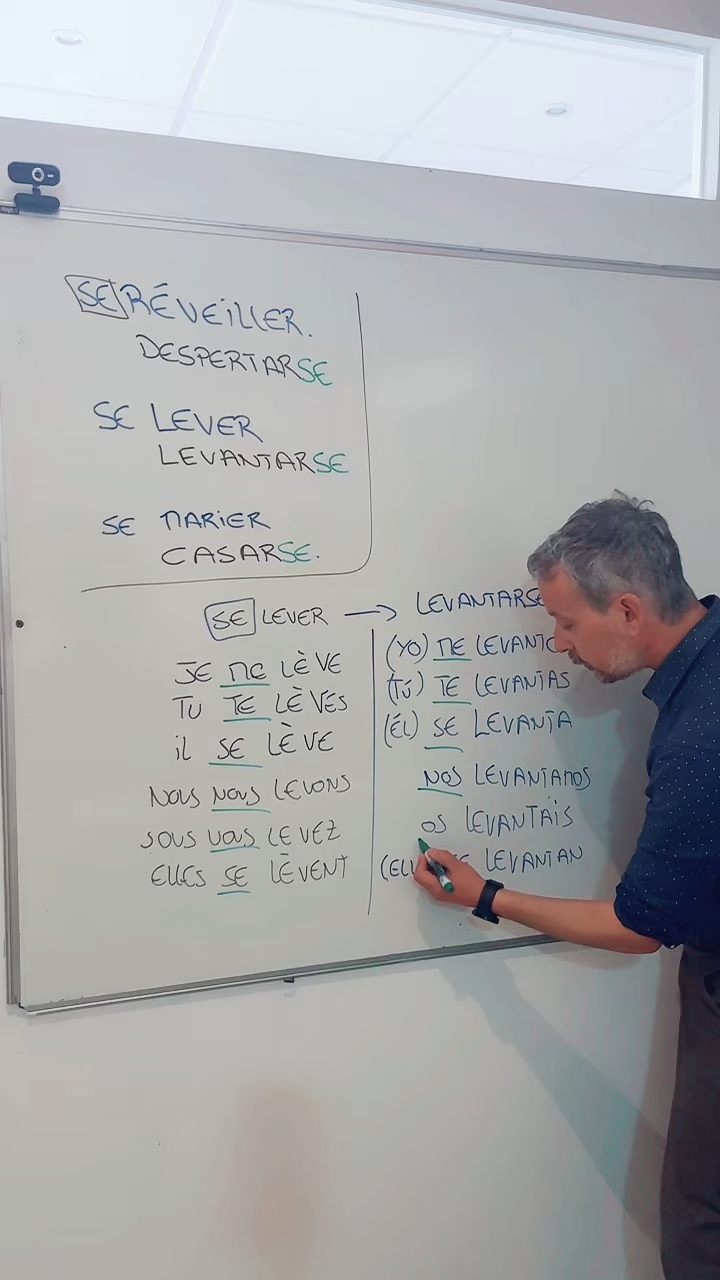 SE RÉVEILLER.
DESPERTARSE
SE LEVER
LEVANTARSE
SE MARIER
CASARSE.
SE LEVER → LEVANTARSE
JE ME LÈVE
TU TE LÈVES
IL SE LÈVE
NOUS NOUS LEVONS
VOUS VOUS LEVEZ
ELLES SE LÈVENT
(YO) ME LEVANTO
(TÚ) TE LEVANTAS
(ÉL) SE LEVANTA
NOS LEVANTAMOS
OS LEVANTÁIS
LEVANTAN